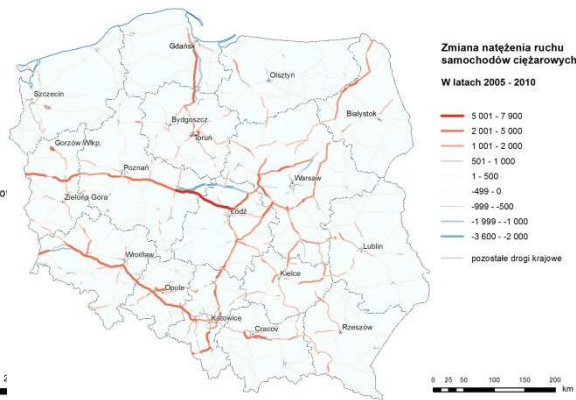 Zmiana natężenia ruchu
samochodów ciężarowych
W latach 2005 - 2010
5 001 - 7 900
2 001 - 5 000
1 001 - 2 000
501 - 1 000
1 - 500
-499 - 0
-999 - -500
-1 999 - -1 000
-3 600 - -2 000
pozostałe drogi krajowe
Gdańsk
Olsztyn
Szczecin
Białystok
Bydgoszcz
Toruń
Gorzów Wlkp.
Poznań
Warsaw
Zielona Góra
Łódź
Wrocław
Lublin
Opole
Kielce
Katowice
Cracov
Rzeszów
0 25 50 100 150 200
km